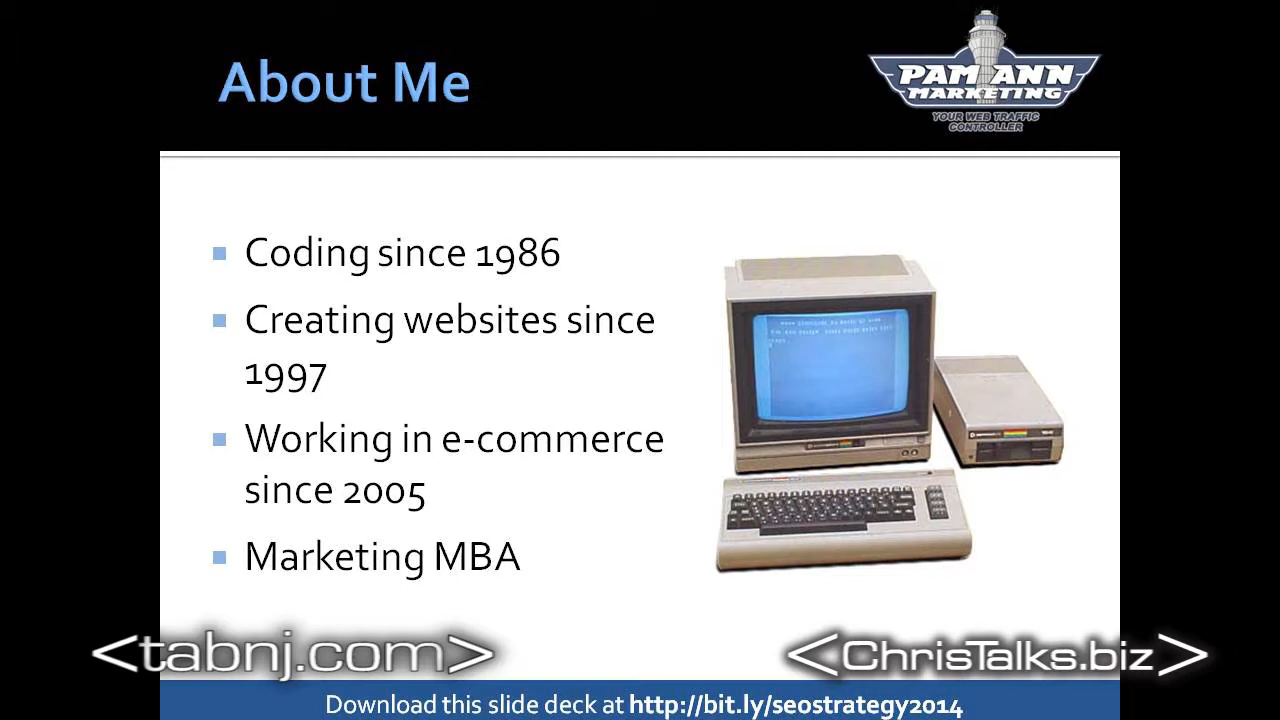 About Me
PAM ANN
MARKETING
YOUR WEB TRAFFIC
CONTROLLER
Coding since 1986
Creating websites since
1997
Working in e-commerce
since 2005
Marketing MBA
<tabnj.com>
<ChrisTalks.biz>
Download this slide deck at http://bit.ly/seostrategy2014